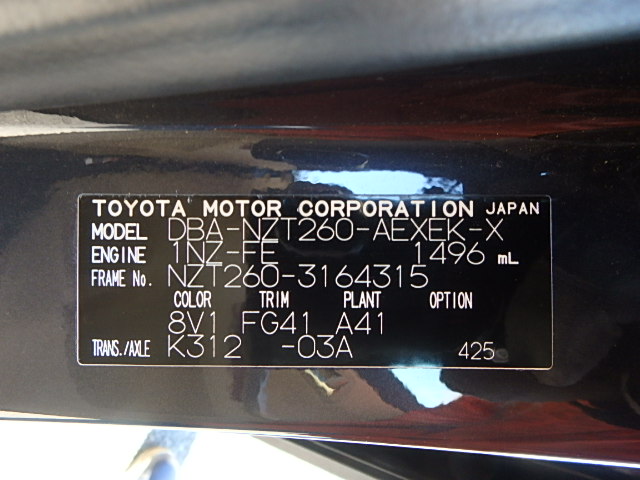 TOYOTA MOTOR CORPORATION JAPAN
MODEL DBA-NZT260-AEXEK-X
ENGINE 1NZ-FE 1496 mL
FRAME No. NZT260-3164315
COLOR TRIM PLANT OPTION
8V1 FG41 A41
TRANS./AXLE K312 -03A 425